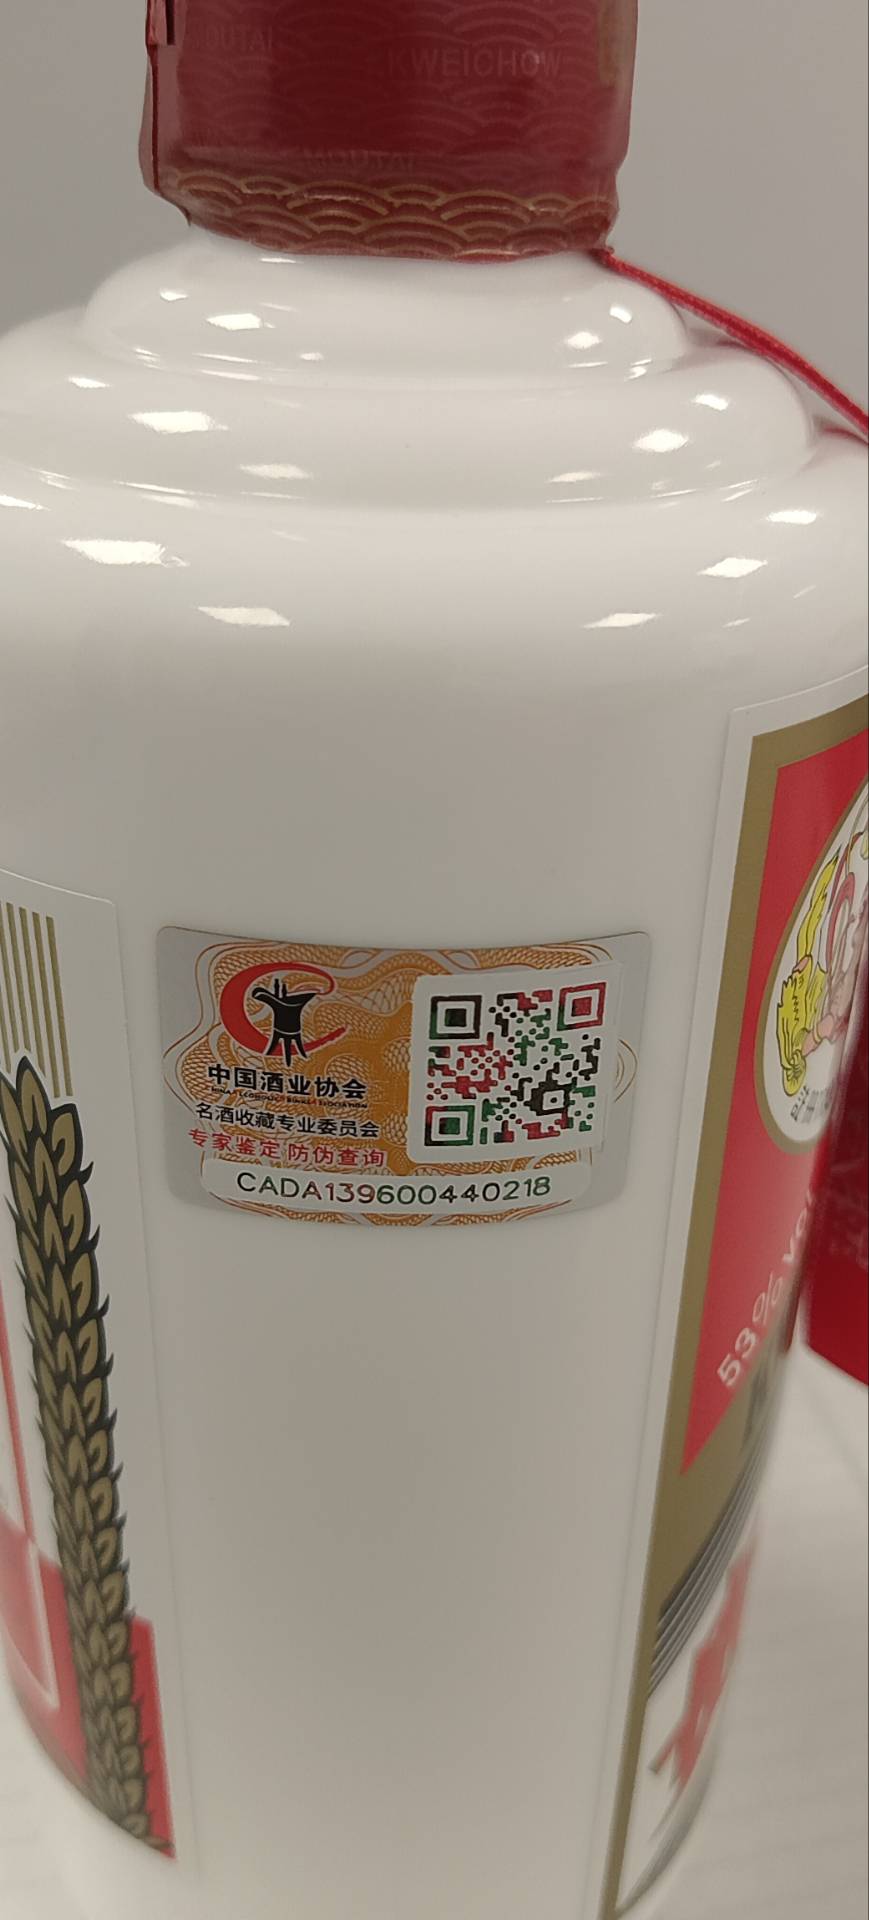 KWEICHOW
MOUTAI
中国酒业协会
名酒收藏专业委员会
专家鉴定 防伪查询
CADA139600440218
53% vol